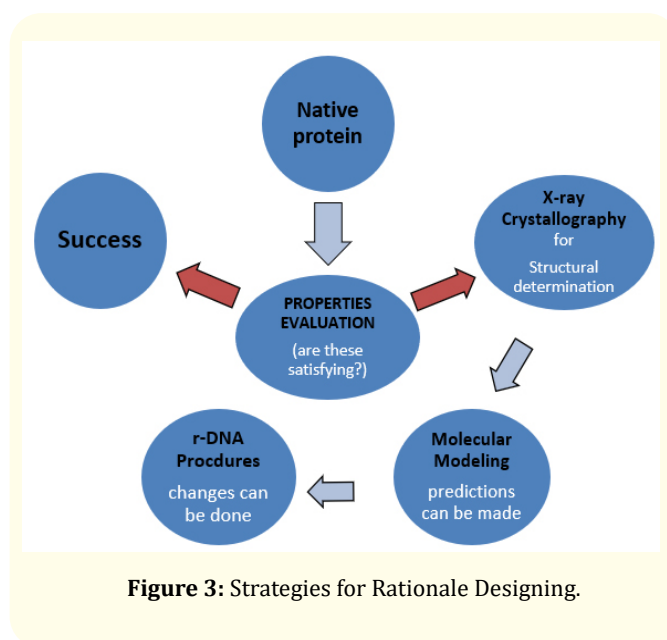 Native
protein
Success
X-ray
Crystallography
for
Structural
determination
PROPERTIES
EVALUATION
(are these
satisfying?)
r-DNA
Procdures
changes can
be done
Molecular
Modeling
predictions
can be made
Figure 3: Strategies for Rationale Designing.